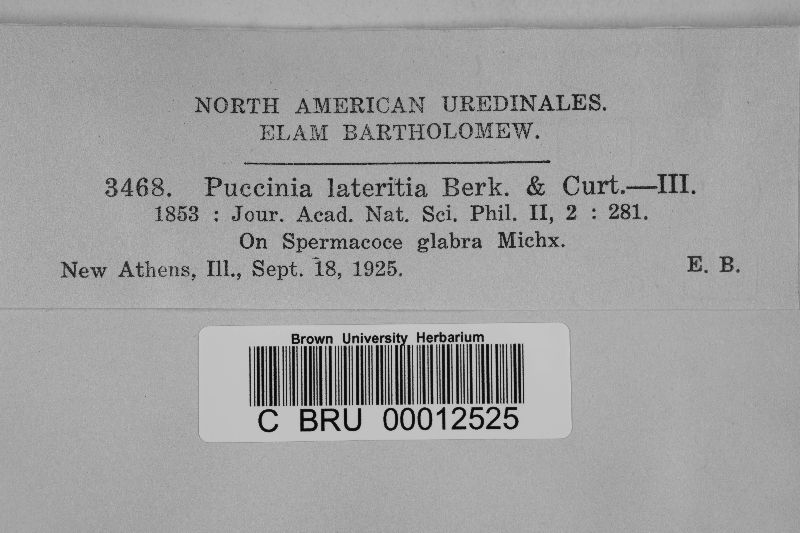 NORTH AMERICAN UREDINALES.
ELAM BARTHOLOMEW.
3468. Puccinia lateritia Berk. & Curt.—III.
1853 : Jour. Acad. Nat. Sci. Phil. II, 2 : 281.
On Spermacoce glabra Michx.
New Athens, Ill., Sept. 18, 1925. E. B.
Brown University Herbarium
C BRU 00012525